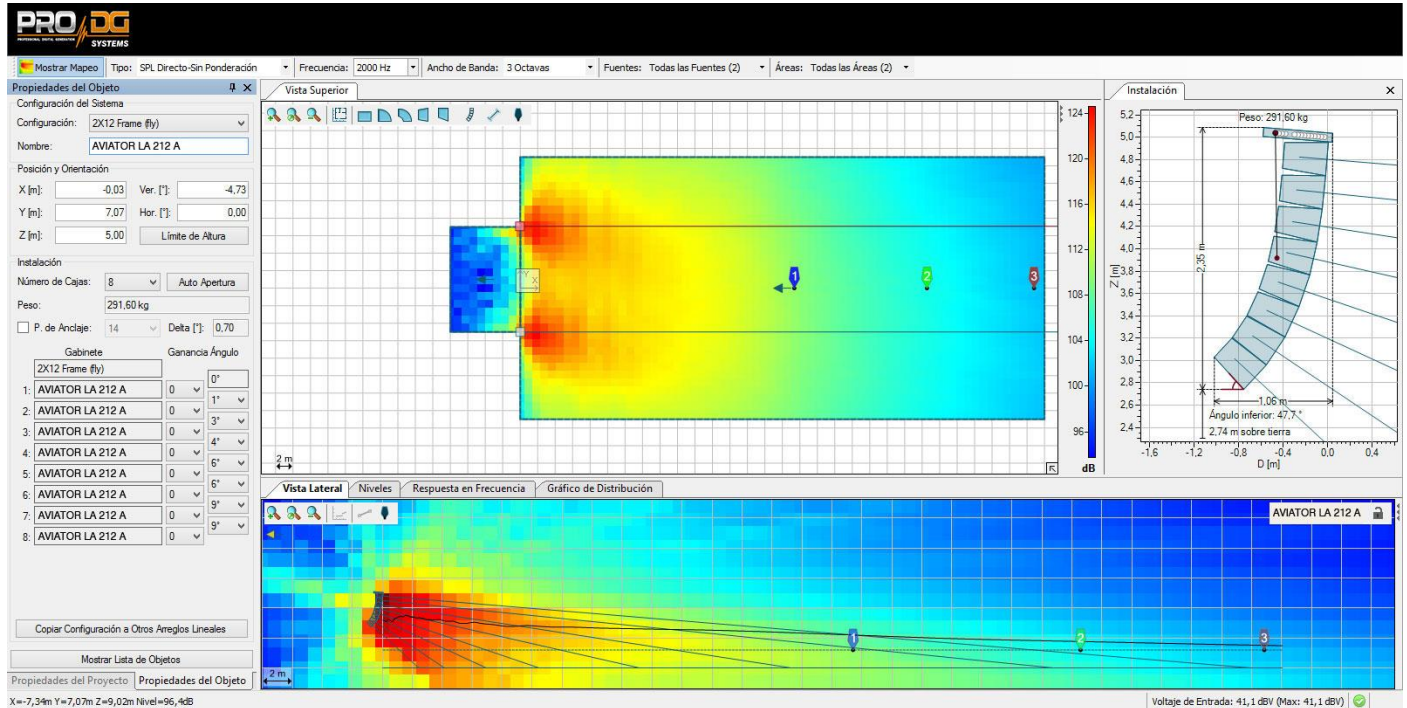 PRO DG
PROFESSIONAL DIGITAL GENERATION SYSTEMS
Mostrar Mapeo Tipo: SPL Directo-Sin Ponderación Frecuencia: 2000 Hz Ancho de Banda: 3 Octavas Fuentes: Todas las Fuentes (2) Áreas: Todas las Áreas (2)
Propiedades del Objeto
Configuración del Sistema
Configuración: 2X12 Frame (fly)
Nombre: AVIATOR LA 212 A
Posición y Orientación
X [m]: -0,03 Ver. [°]: -4,73
Y [m]: 7,07 Hor. [°]: 0,00
Z [m]: 5,00 Límite de Altura
Instalación
Número de Cajas: 8 Auto Apertura
Peso: 291,60 kg
P. de Anclaje: 14 Delta [°]: 0,70
Gabinete Ganancia Ángulo
2X12 Frame (fly)
0°
1: AVIATOR LA 212 A 0
1°
2: AVIATOR LA 212 A 0
3°
3: AVIATOR LA 212 A 0
4°
4: AVIATOR LA 212 A 0
6°
5: AVIATOR LA 212 A 0
6°
6: AVIATOR LA 212 A 0
9°
7: AVIATOR LA 212 A 0
9°
8: AVIATOR LA 212 A 0
Copiar Configuración a Otros Arreglos Lineales
Mostrar Lista de Objetos
Propiedades del Proyecto Propiedades del Objeto
Vista Superior
Y
X
1 2 3
2 m
124
120
116
112
108
104
100
96
dB
Instalación
Peso: 291,60 kg
5,2
5,0
4,8
4,6
4,4
4,2
4,0
3,8
3,6
3,4
3,2
3,0
2,8
2,6
2,4
Z [m]
2,35 m
1,06 m
Ángulo inferior: 47,7 °
2,74 m sobre tierra
-1,6 -1,2 -0,8 -0,4 0,0 0,4
D [m]
Vista Lateral Niveles Respuesta en Frecuencia Gráfico de Distribución
AVIATOR LA 212 A
1 2 3
2 m
X=-7,34m Y=7,07m Z=9,02m Nivel=96,4dB
Voltaje de Entrada: 41,1 dBV (Max: 41,1 dBV)